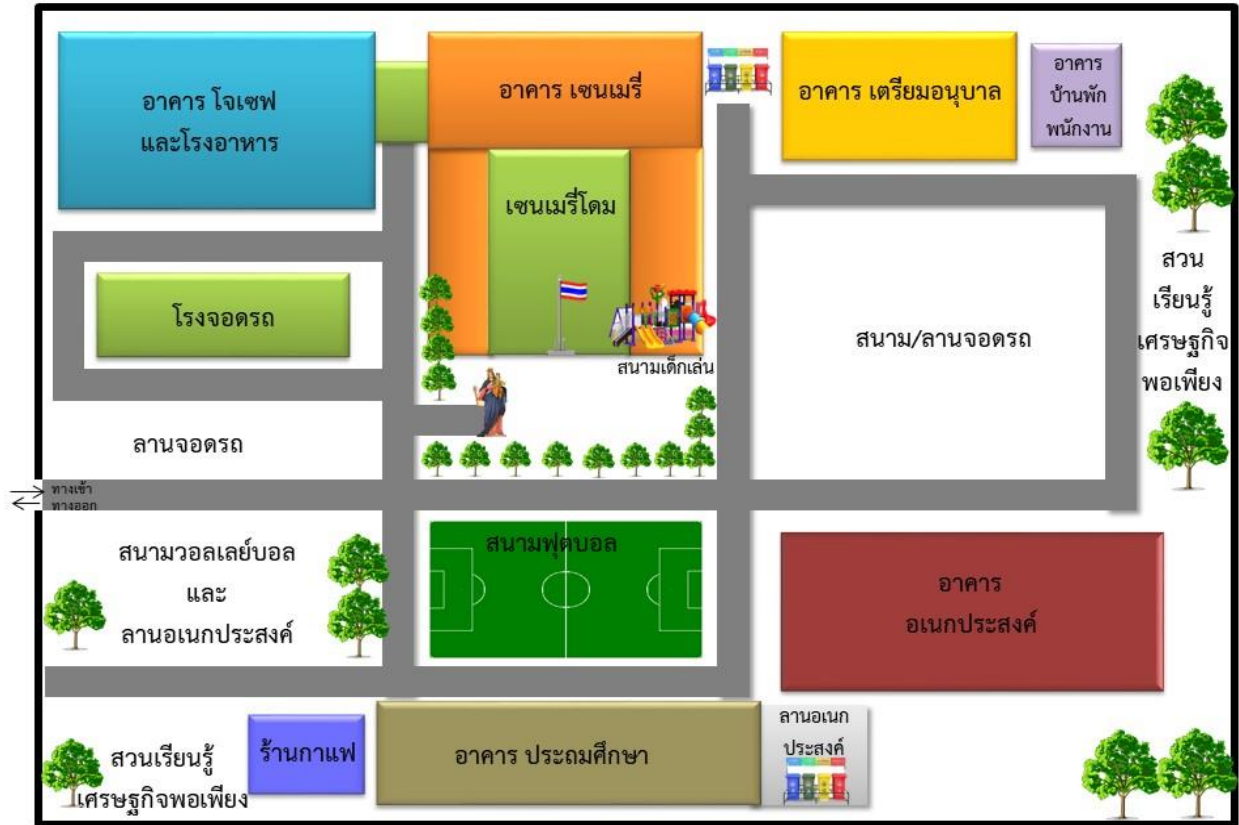 อาคาร โจเซฟ
และโรงอาหาร
อาคาร เซนเมรี่
อาคาร เตรียมอนุบาล
อาคาร
บ้านพัก
พนักงาน
เซนเมรี่โดม
โรงจอดรถ
สนามเด็กเล่น
สนาม/ลานจอดรถ
สวน
เรียนรู้
เศรษฐกิจ
พอเพียง
ลานจอดรถ
ทางเข้า
ทางออก
สนามวอลเลย์บอล
และ
ลานอเนกประสงค์
สนามฟุตบอล
อาคาร
อเนกประสงค์
สวนเรียนรู้
เศรษฐกิจพอเพียง
ร้านกาแฟ
อาคาร ประถมศึกษา
ลานอเนก
ประสงค์